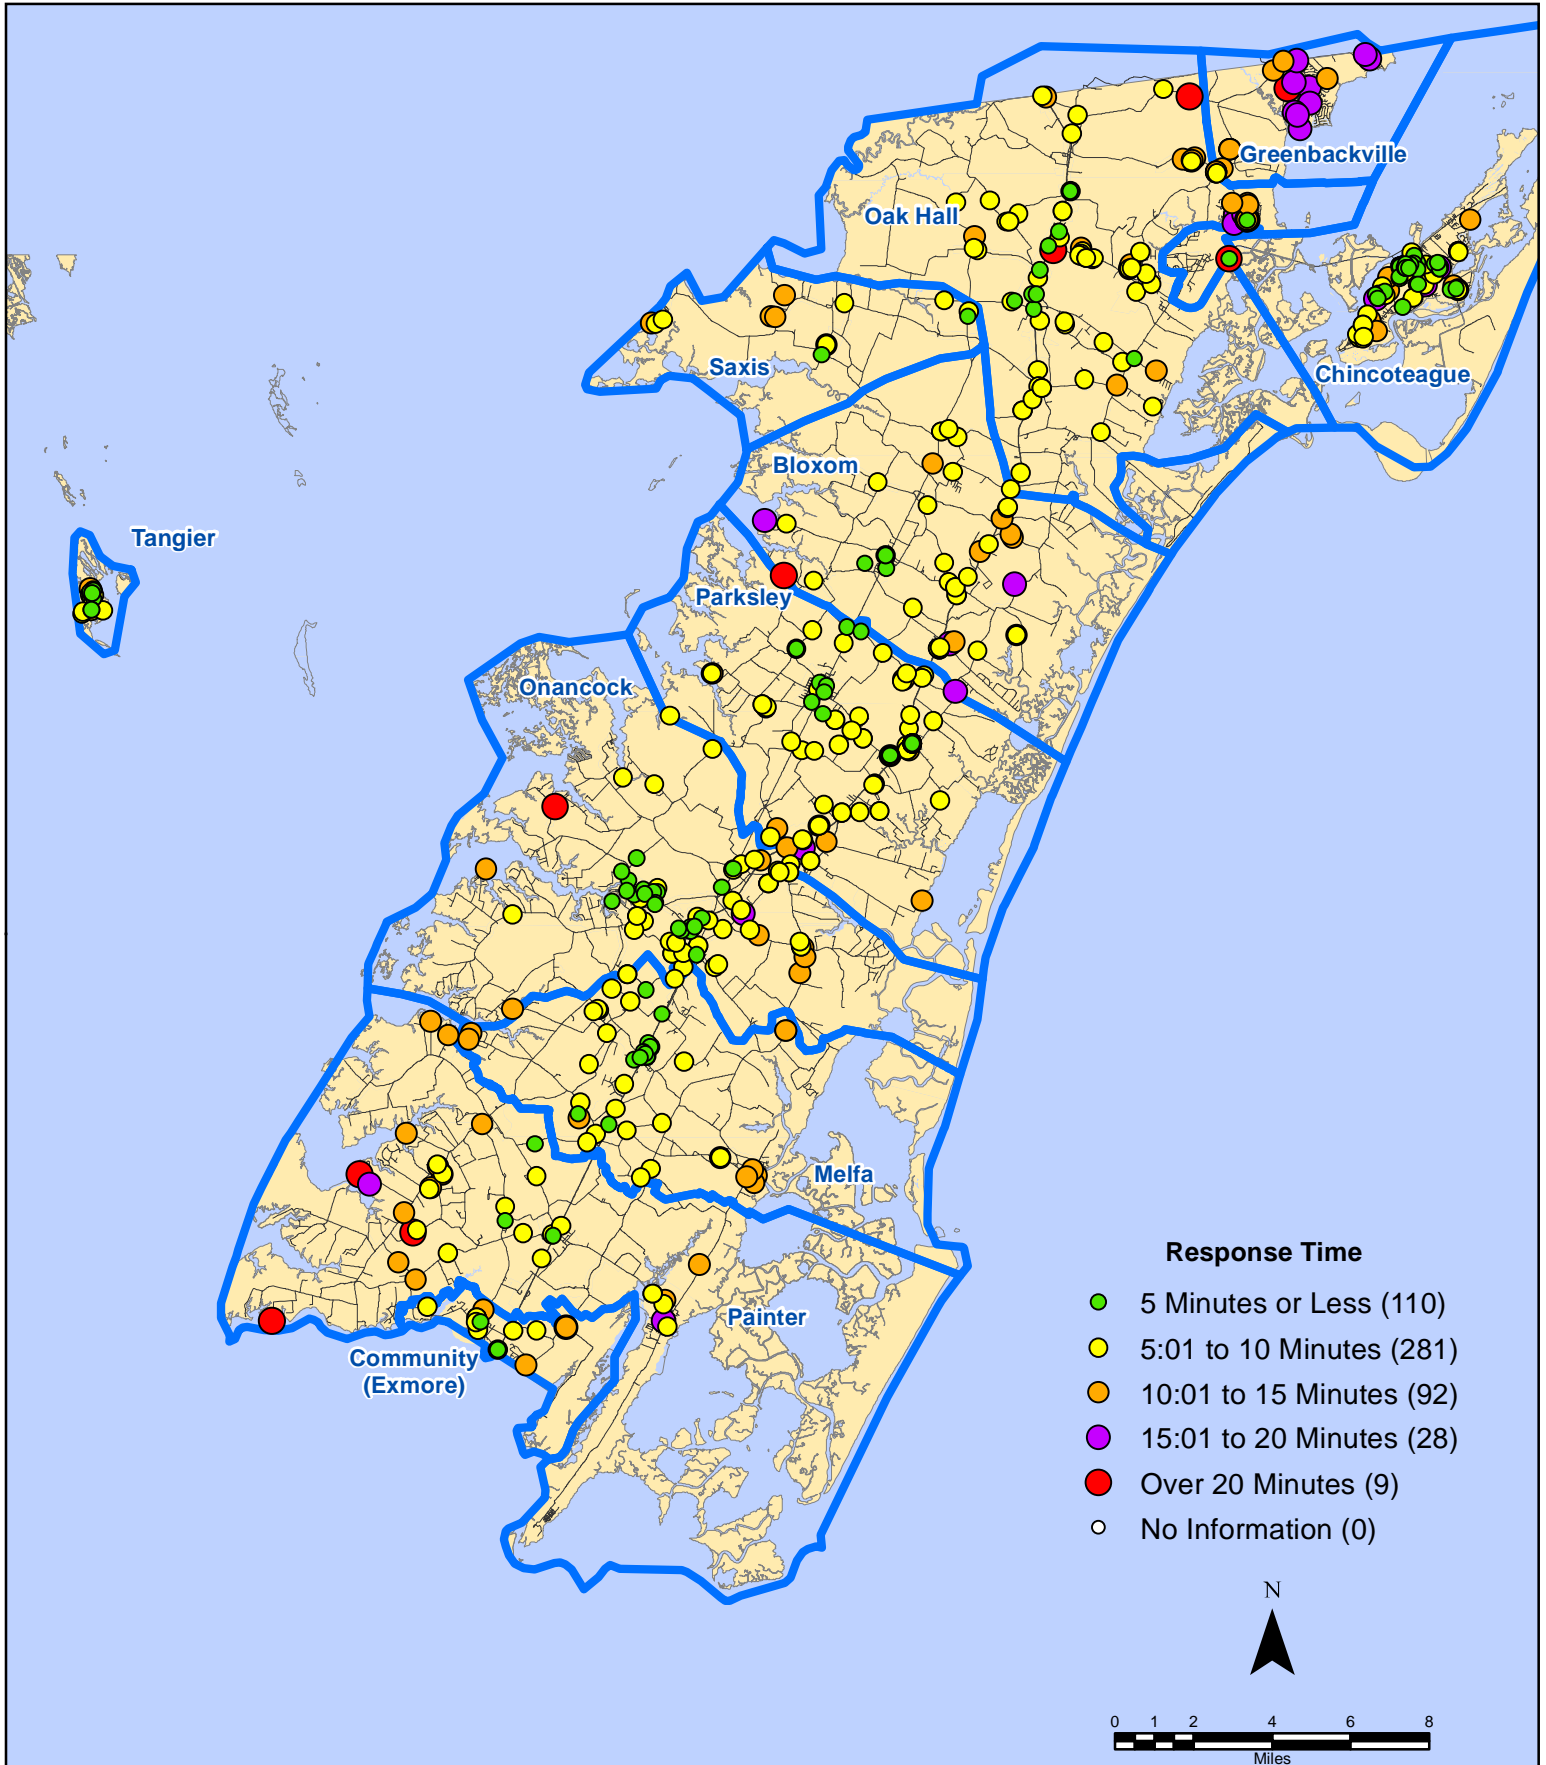 Greenbackville
Oak Hall
Saxis
Chincoteague
Bloxom
Tangier
Parksley
Onancock
Melfa
Painter
Community
(Exmore)
Response Time
5 Minutes or Less (110)
5:01 to 10 Minutes (281)
10:01 to 15 Minutes (92)
15:01 to 20 Minutes (28)
Over 20 Minutes (9)
No Information (0)
N
0 1 2 4 6 8
Miles